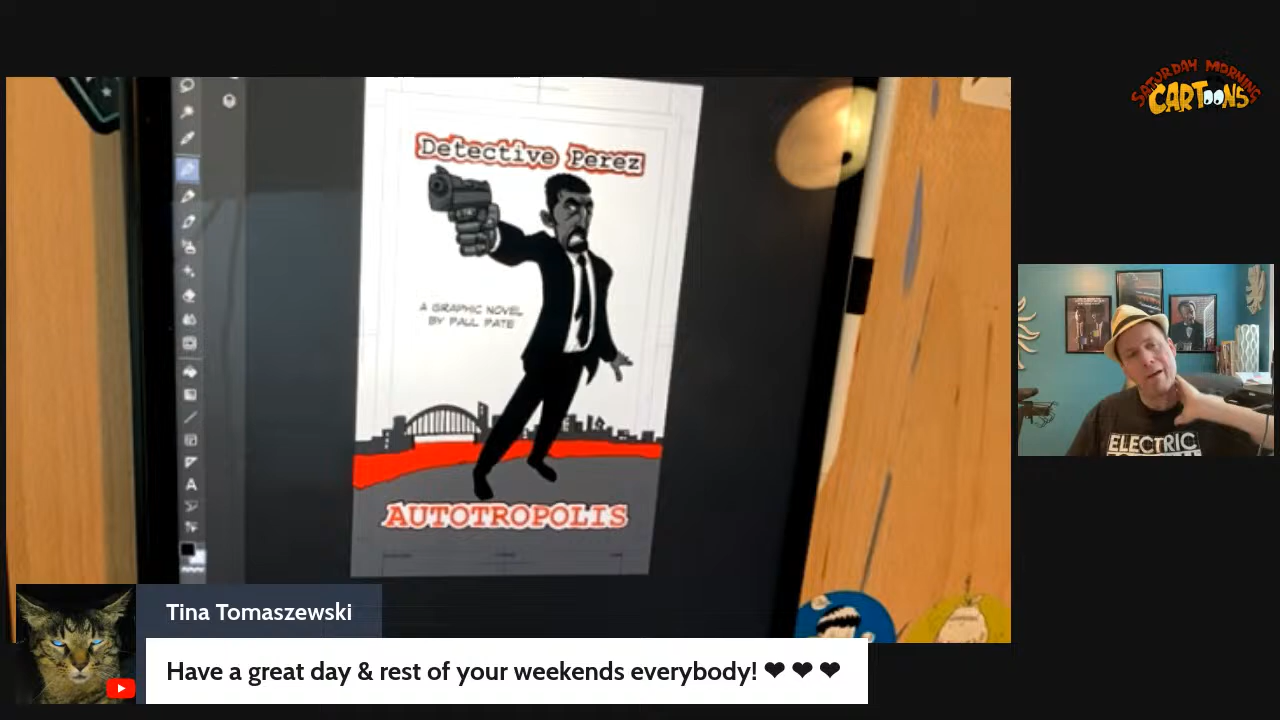 SATURDAY MORNING
CARTOONS
Detective Perez
A GRAPHIC NOVEL
BY PAUL PATE
AUTOTROPOLIS
ELECTRIC
Tina Tomaszewski
Have a great day & rest of your weekends everybody! ❤ ❤ ❤